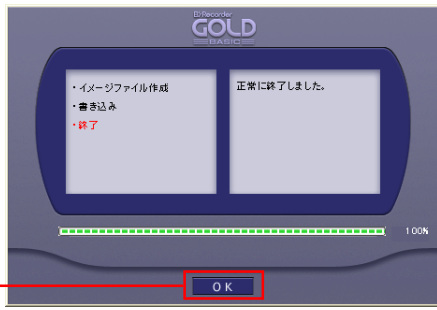 B's Recorder
GOLD
BASIC
・イメージファイル作成
・書き込み
・終了
正常に終了しました。
100%
OK